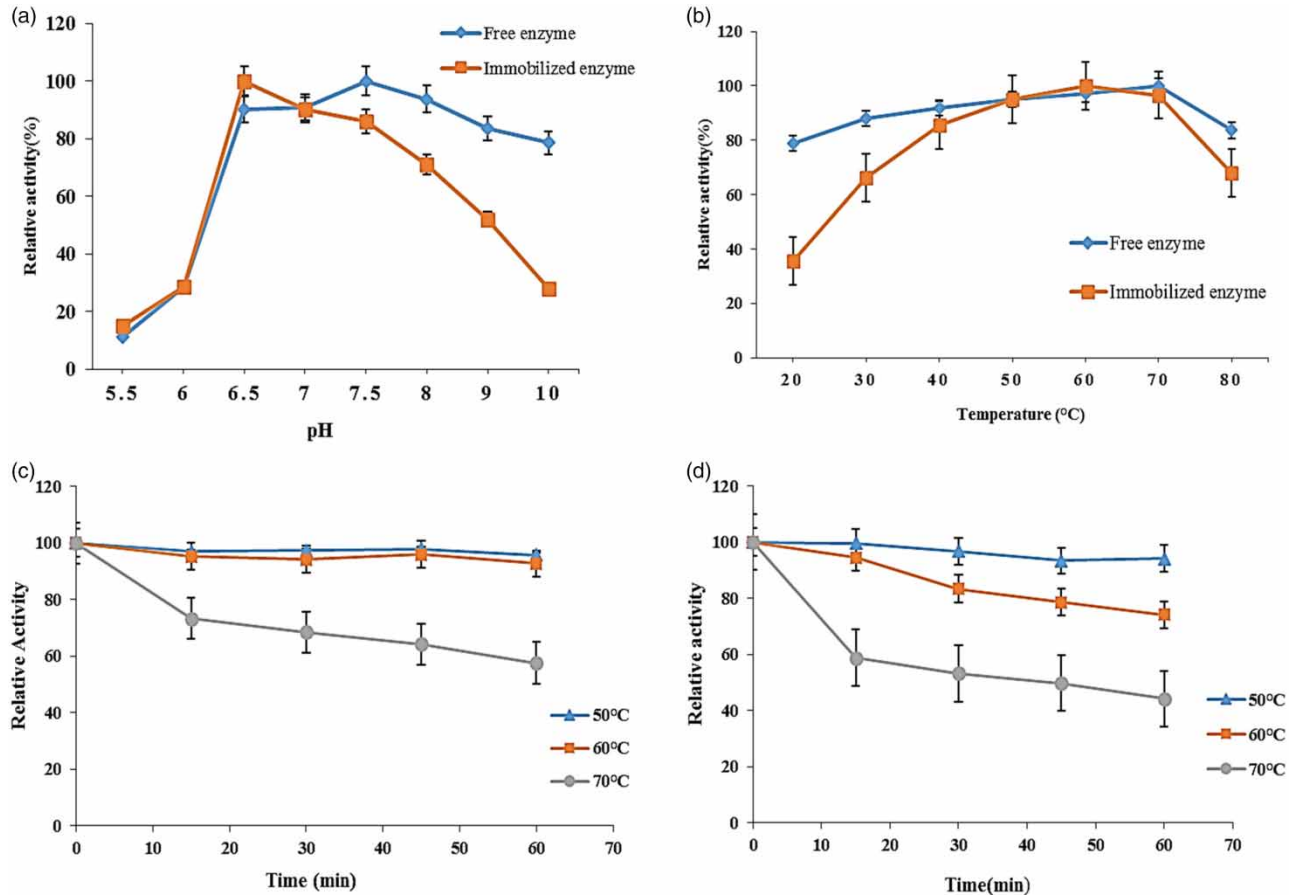 (a)
120
100
80
60
40
20
0
Relative activity(%)
Free enzyme
Immobilized enzyme
5.5 6 6.5 7 7.5 8 9 10
pH
(b)
120
100
80
60
40
20
0
Relative activity(%)
Free enzyme
Immobilized enzyme
20 30 40 50 60 70 80
Temperature (°C)
(c)
120
100
80
60
40
20
0
Relative Activity
50°C
60°C
70°C
0 10 20 30 40 50 60 70
Time (min)
(d)
120
100
80
60
40
20
0
Relative activity
50°C
60°C
70°C
0 10 20 30 40 50 60 70
Time(min)